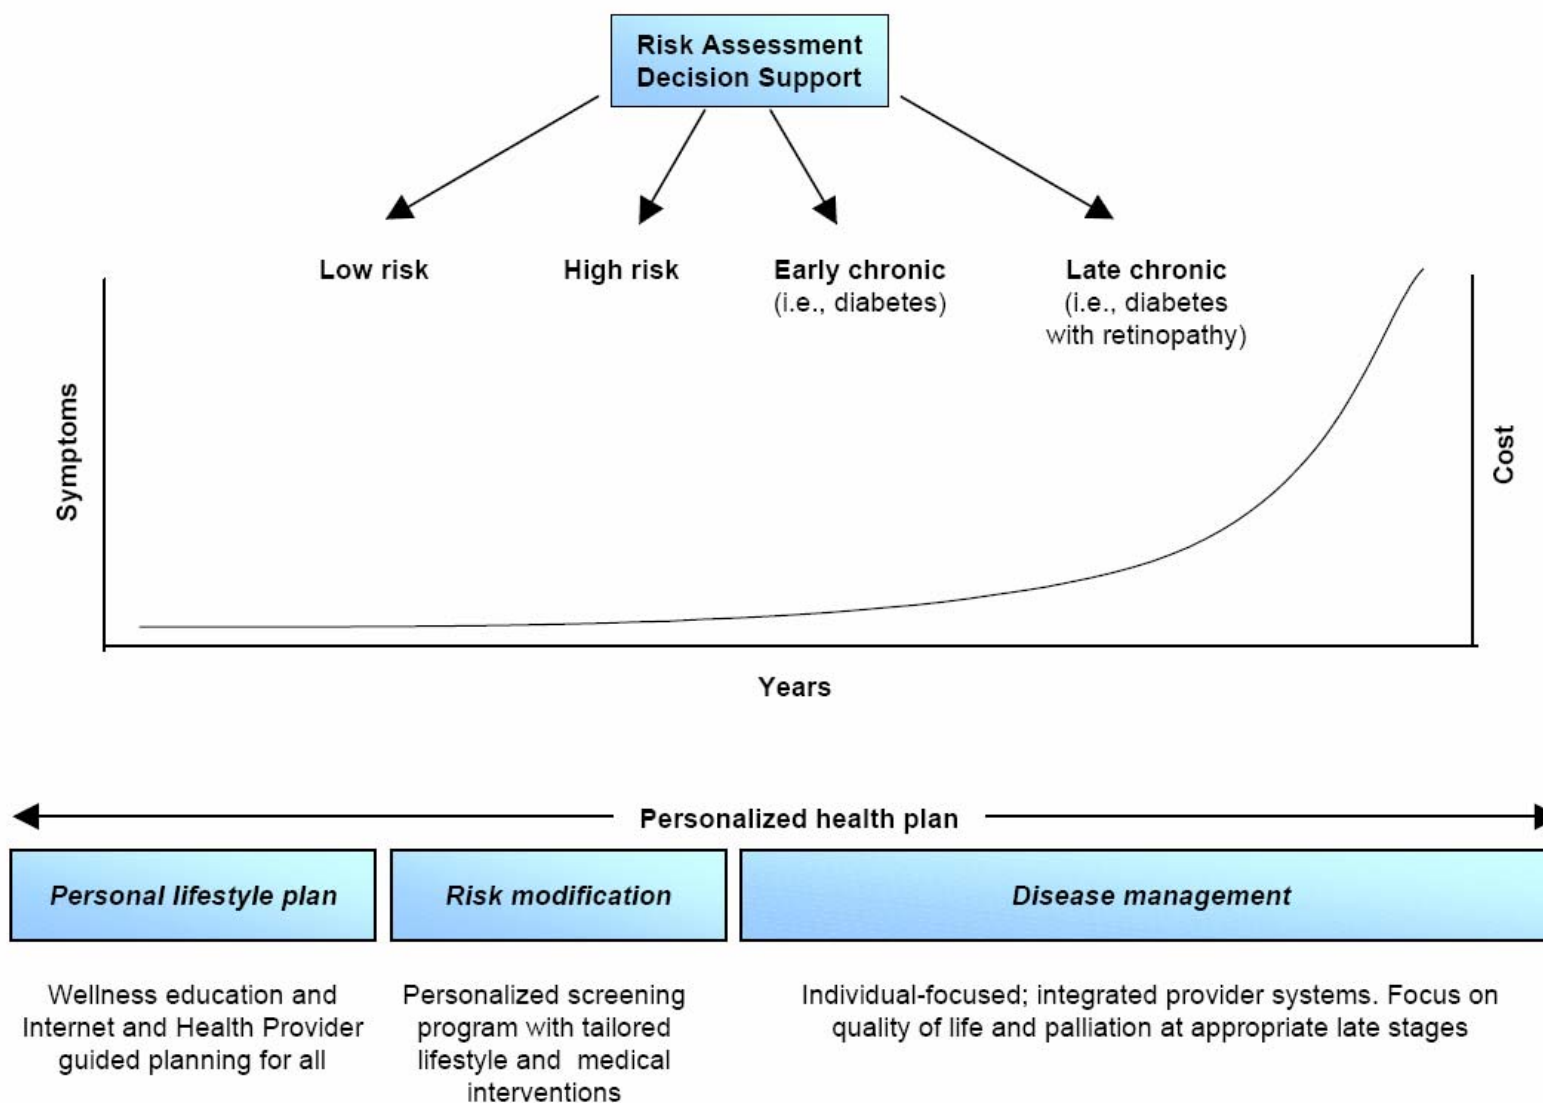 Risk Assessment
Decision Support
Low risk
High risk
Early chronic
(i.e., diabetes)
Late chronic
(i.e., diabetes
with retinopathy)
Symptoms
Cost
Years
Personalized health plan
Personal lifestyle plan
Risk modification
Disease management
Wellness education and
Internet and Health Provider
guided planning for all
Personalized screening
program with tailored
lifestyle and medical
interventions
Individual-focused; integrated provider systems. Focus on
quality of life and palliation at appropriate late stages